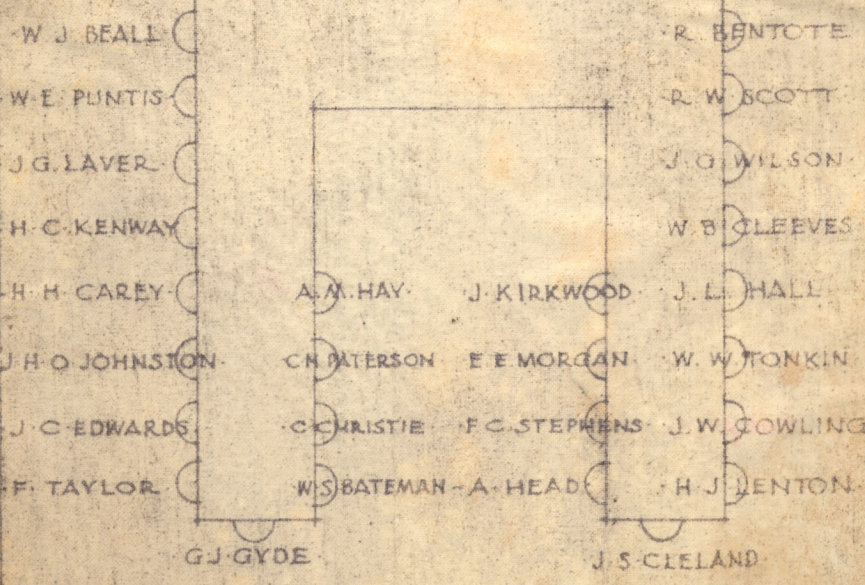 W. J. BEALL R. BENTOTE
W. E. PUNTIS R. W. SCOTT
J. G. LAVER J. G. WILSON
H. C. KENWAY W. B. CLEEVES
H. H. CAREY A. M. HAY J. KIRKWOOD J. L. HALL
J. H. O. JOHNSTON C. H. PATERSON E. E. MORGAN W. W. TONKIN
J. C. EDWARDS C. CHRISTIE F. C. STEPHENS J. W. COWLING
F. TAYLOR W. S. BATEMAN A. HEAD H. J. LENTON
G. J. GYDE J. S. CLELAND